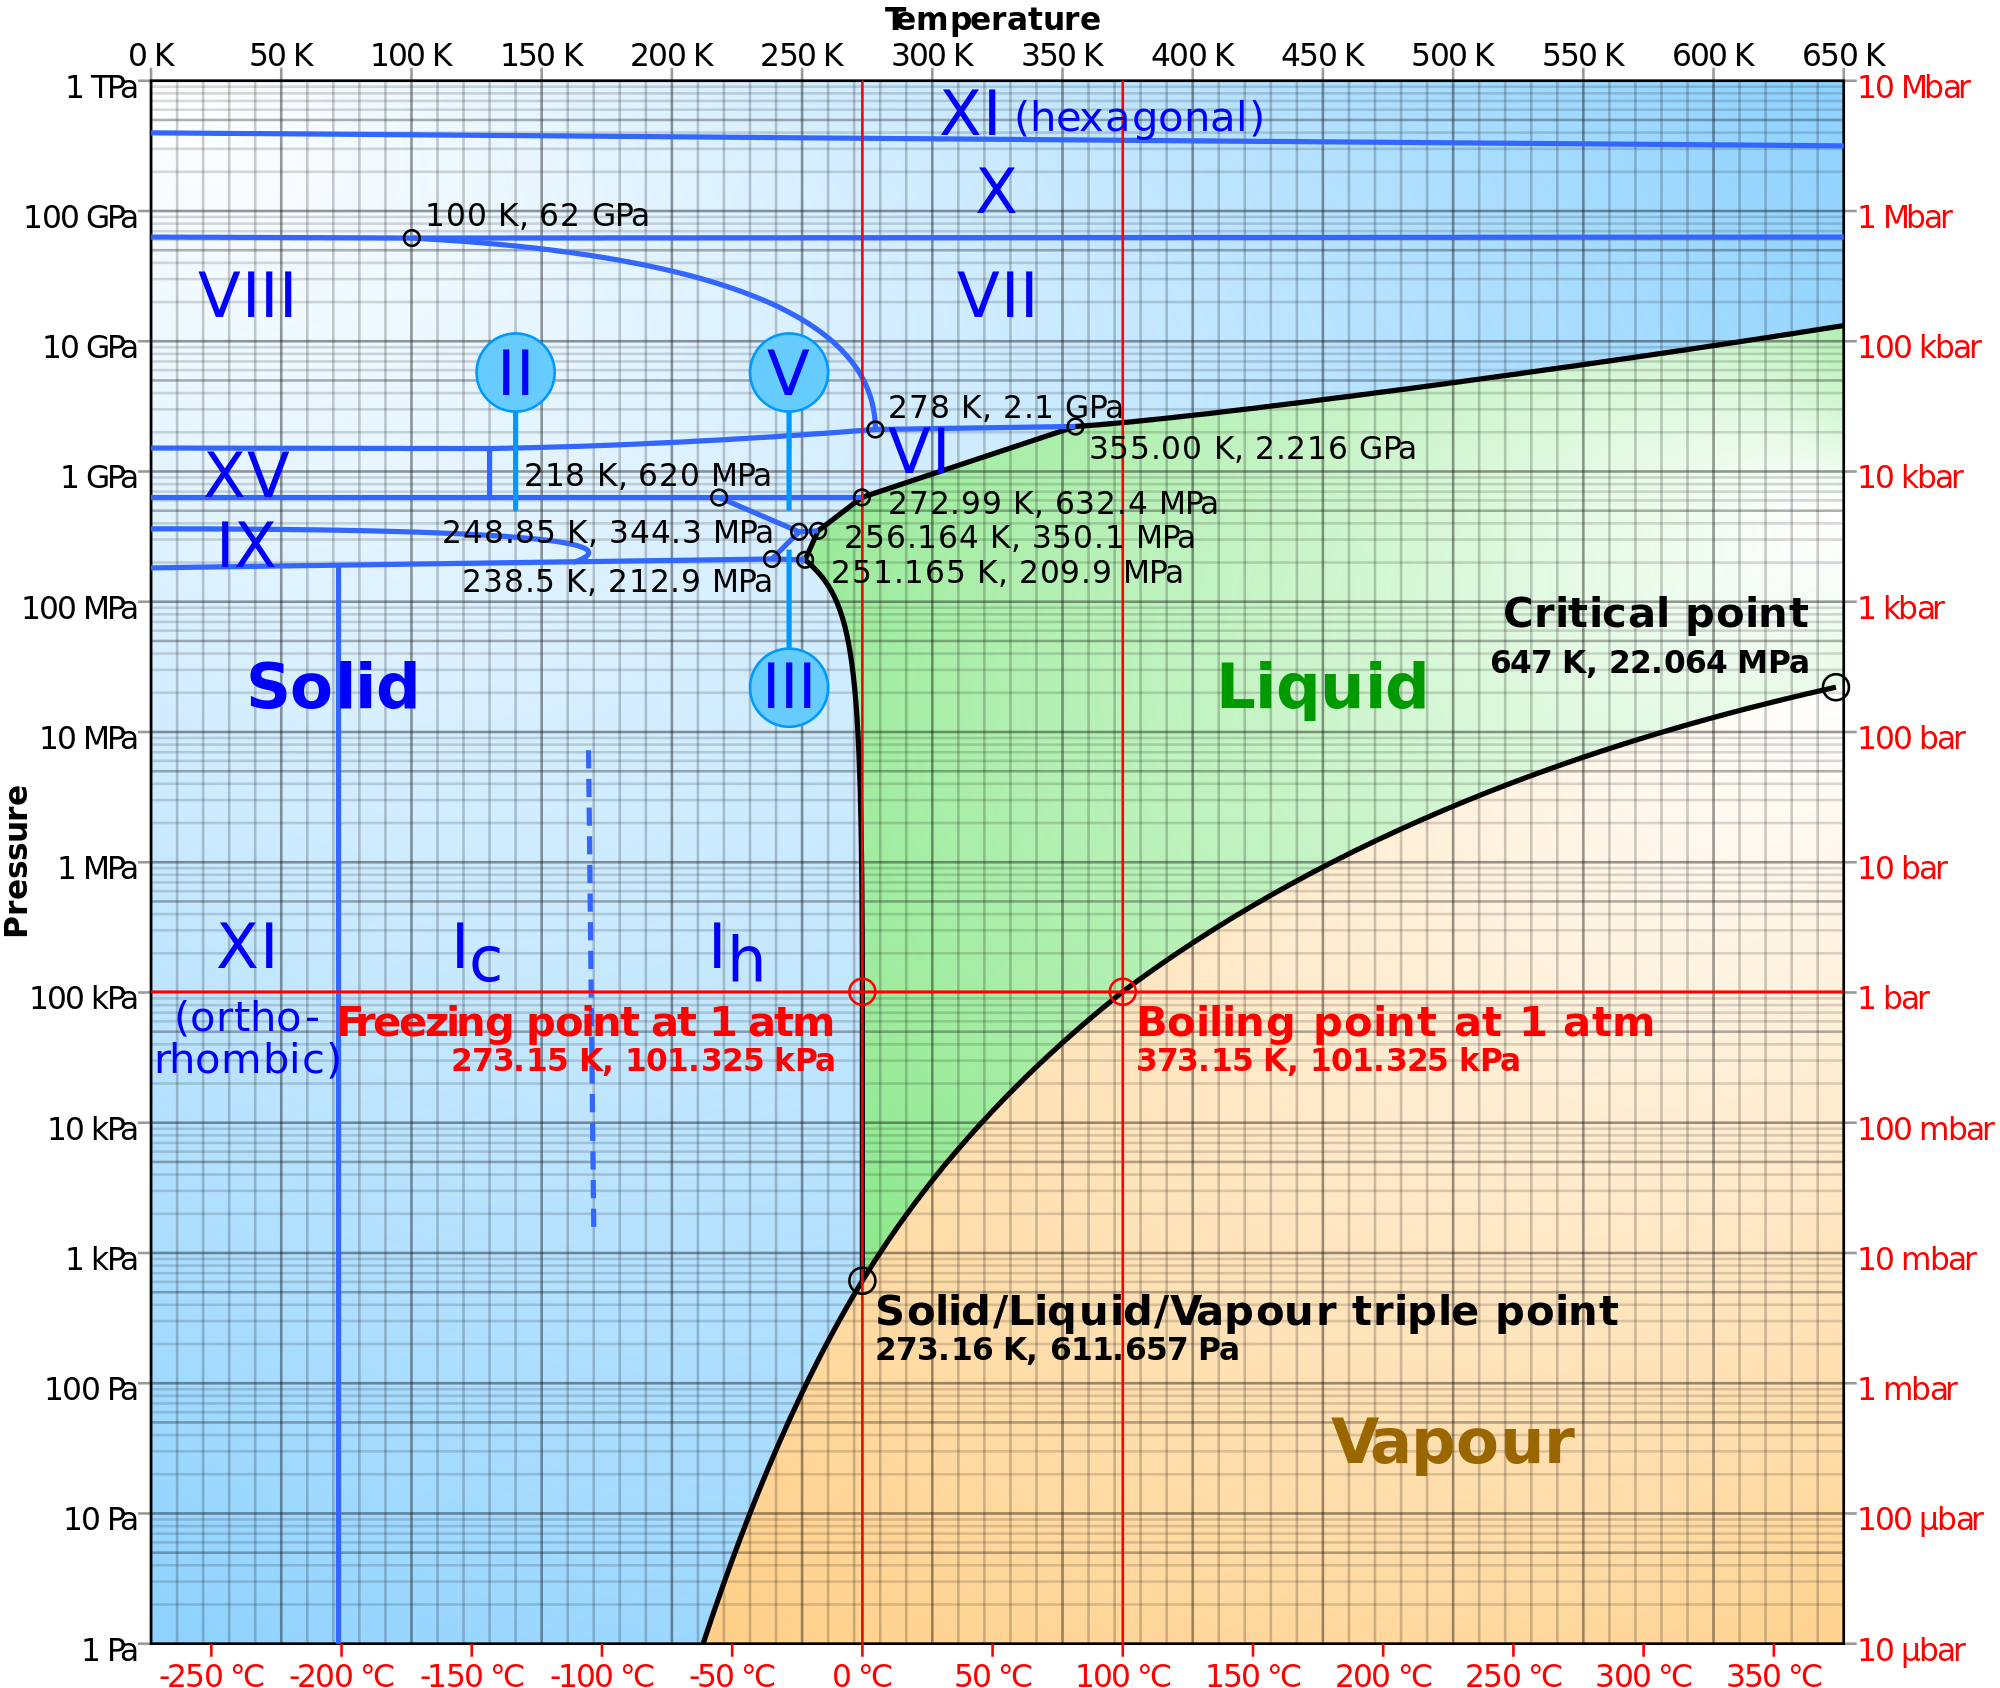 Temperature
0 K 50 K 100 K 150 K 200 K 250 K 300 K 350 K 400 K 450 K 500 K 550 K 600 K 650 K
1 TPa
10 Mbar
XI (hexagonal)
X
100 K, 62 GPa
100 GPa
1 Mbar
VIII
VII
10 GPa
100 kbar
II
V
278 K, 2.1 GPa
VI
355.00 K, 2.216 GPa
XV
1 GPa
218 K, 620 MPa
10 kbar
272.99 K, 632.4 MPa
IX
248.85 K, 344.3 MPa
256.164 K, 350.1 MPa
238.5 K, 212.9 MPa
251.165 K, 209.9 MPa
100 MPa
1 kbar
Critical point
647 K, 22.064 MPa
Solid
III
Liquid
10 MPa
100 bar
Pressure
1 MPa
10 bar
XI
Ic
Ih
100 kPa
1 bar
(ortho-
rhombic)
Freezing point at 1 atm
273.15 K, 101.325 kPa
Boiling point at 1 atm
373.15 K, 101.325 kPa
10 kPa
100 mbar
1 kPa
10 mbar
Solid/Liquid/Vapour triple point
273.16 K, 611.657 Pa
100 Pa
1 mbar
Vapour
10 Pa
100 µbar
1 Pa
10 µbar
-250 °C -200 °C -150 °C -100 °C -50 °C 0 °C 50 °C 100 °C 150 °C 200 °C 250 °C 300 °C 350 °C